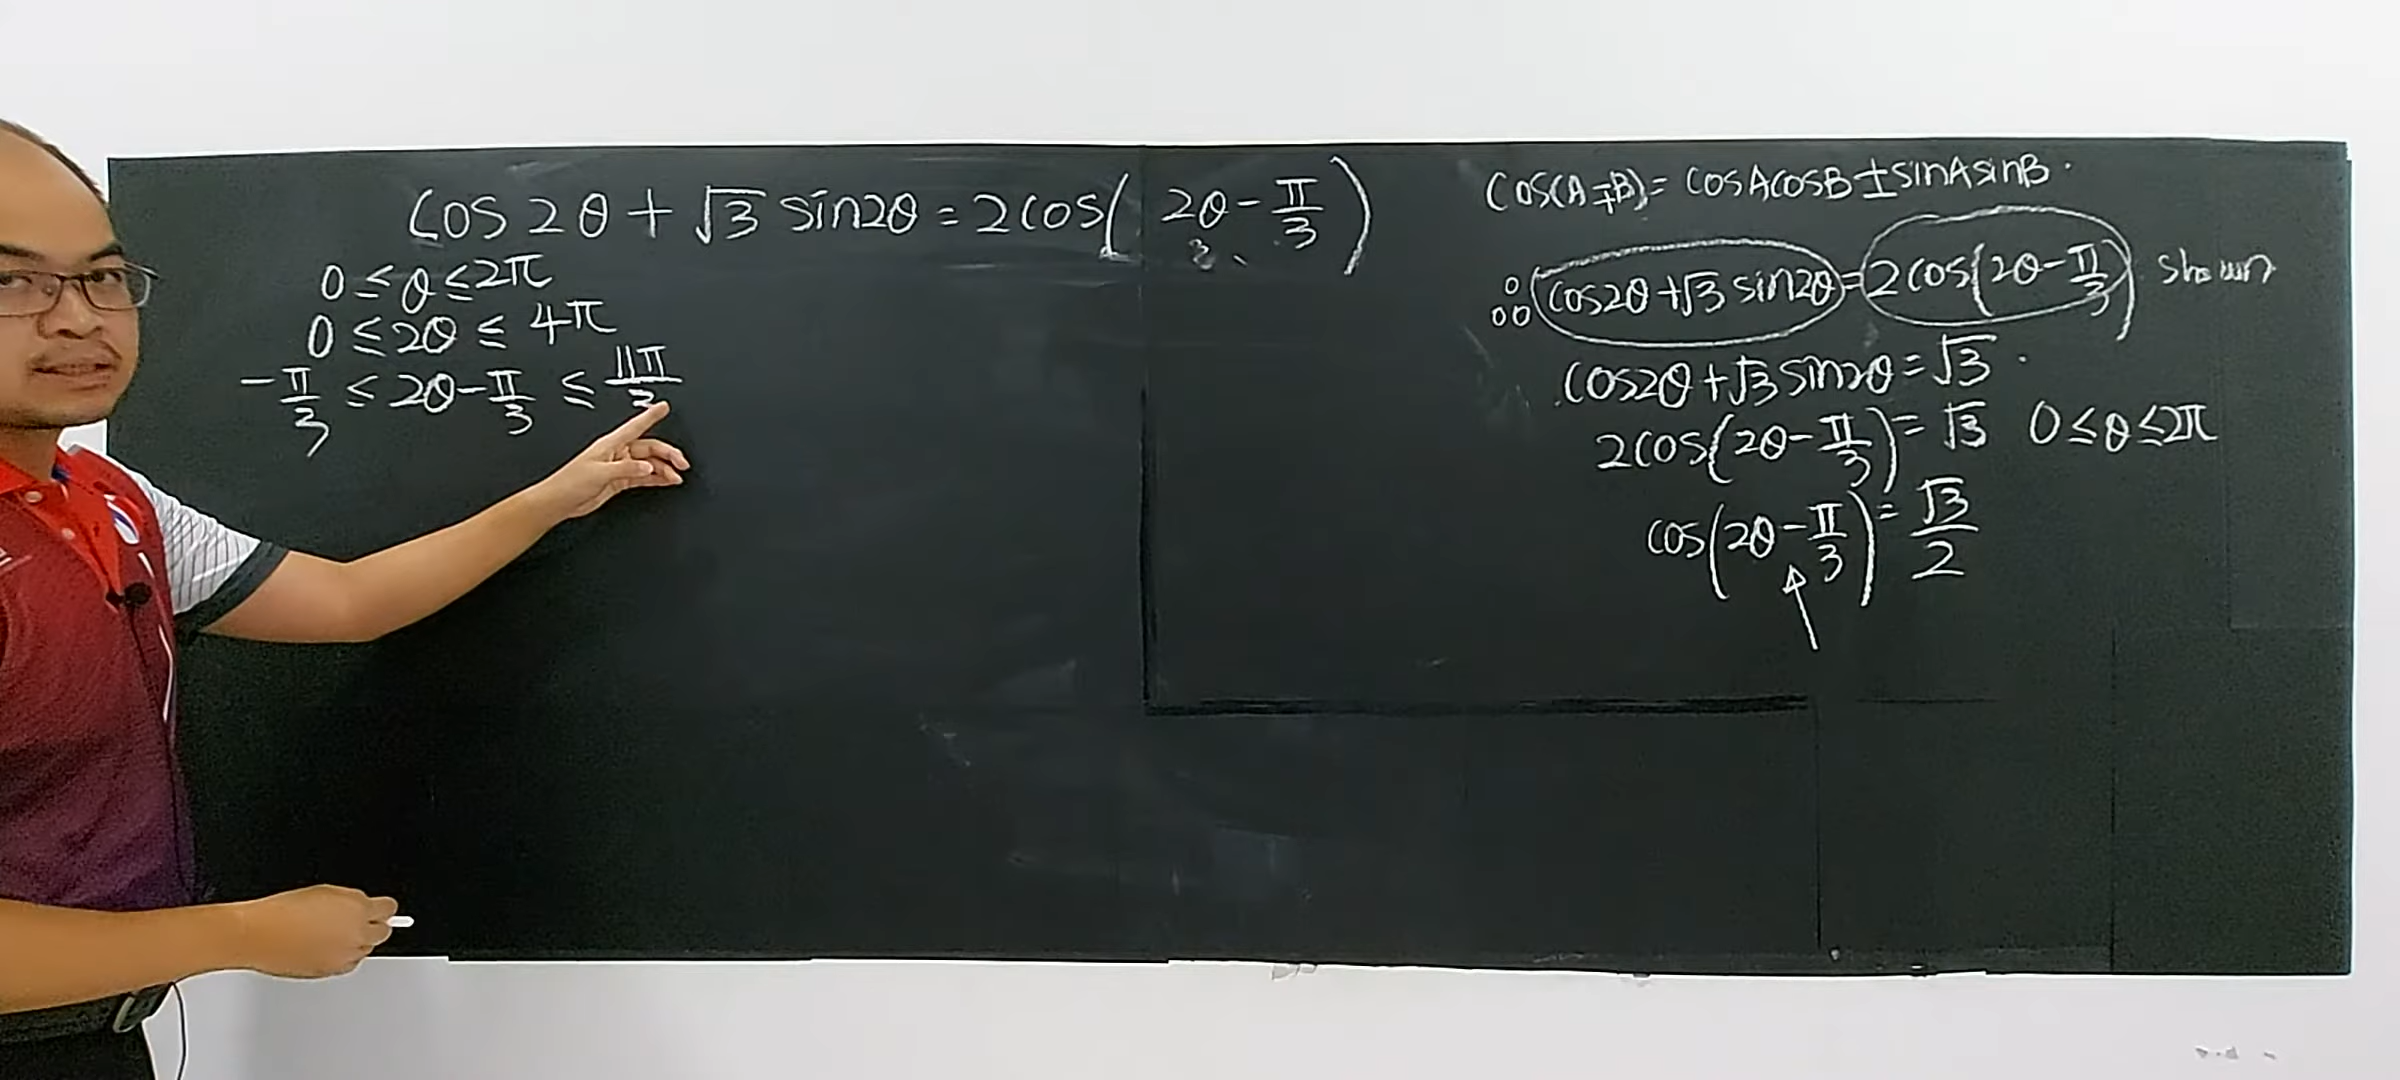 cos 2θ + √3 sin2θ = 2cos(2θ - π/3)
0 ≤ θ ≤ 2π
0 ≤ 2θ ≤ 4π
-π/3 ≤ 2θ - π/3 ≤ 11π/3
cos(A∓B) = cosAcosB ± sinAsinB.
cos2θ + √3 sin2θ = 2cos(2θ - π/3) shown
cos2θ + √3 sin2θ = √3.
2cos(2θ - π/3) = √3 0 ≤ θ ≤ 2π
cos(2θ - π/3) = √3/2